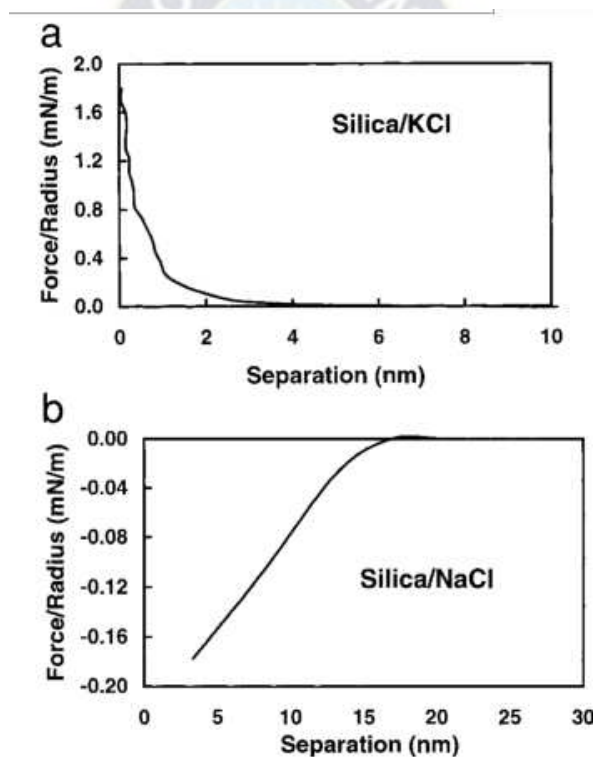 a
2.0
1.6
1.2
0.8
0.4
0.0
Force/Radius (mN/m)
Silica/KCl
0 2 4 6 8 10
Separation (nm)
b
0.00
-0.04
-0.08
-0.12
-0.16
-0.20
Force/Radius (mN/m)
Silica/NaCl
0 5 10 15 20 25 30
Separation (nm)